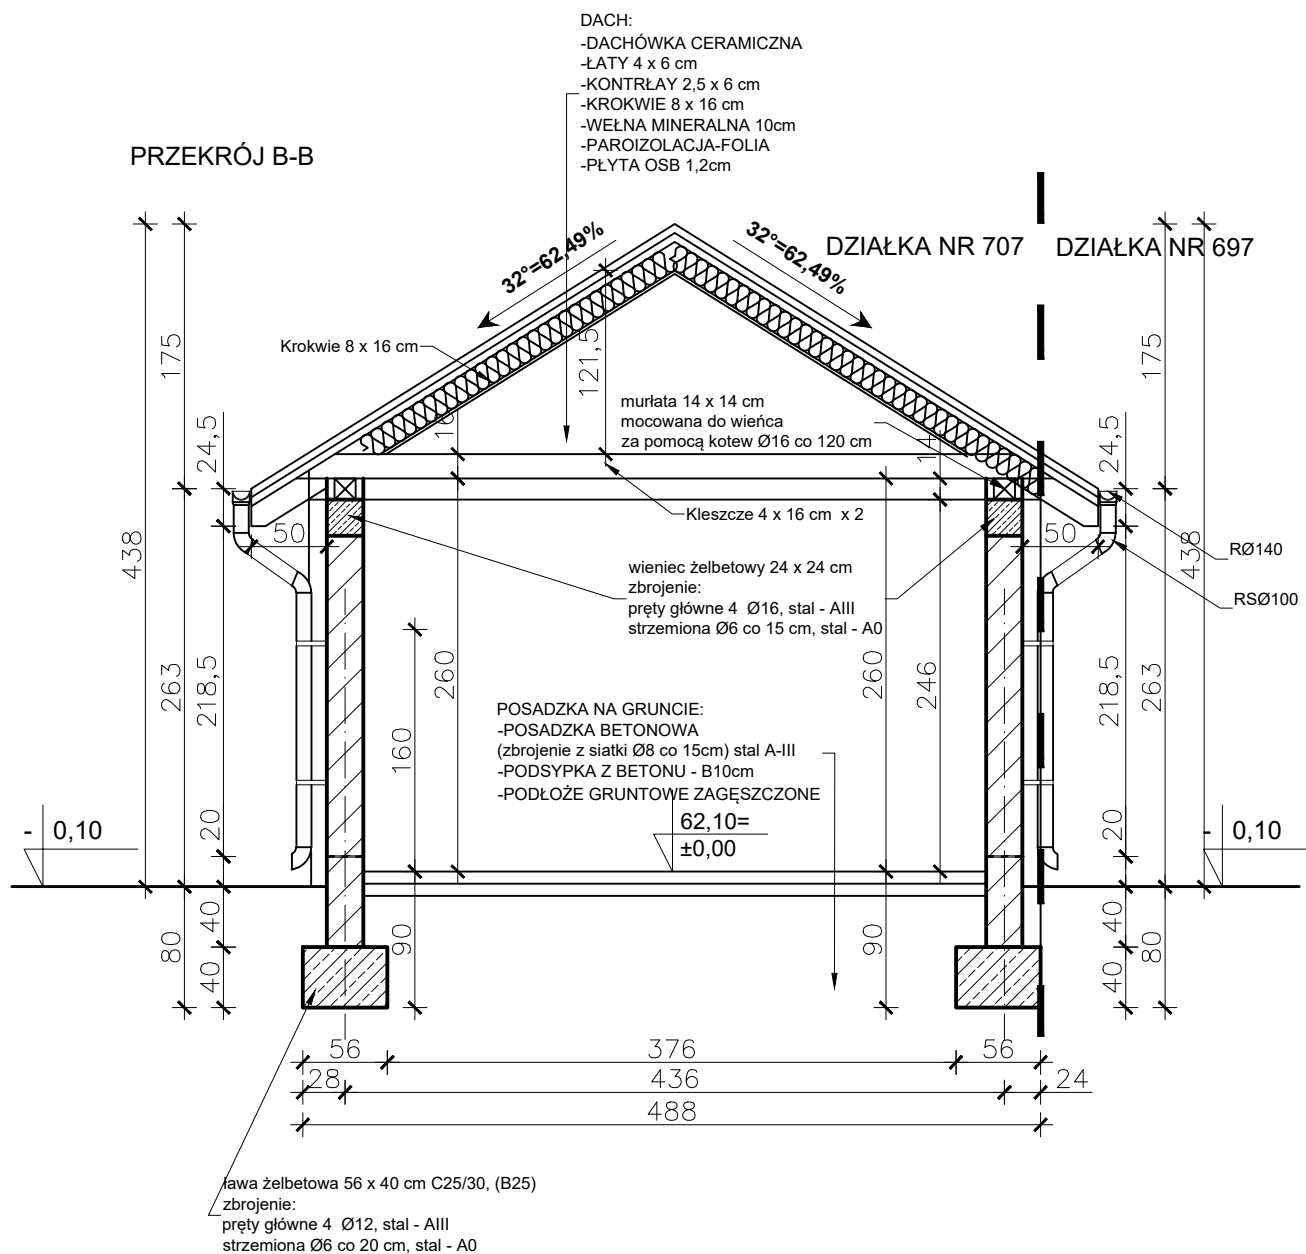 DACH:
-DACHÓWKA CERAMICZNA
-ŁATY 4 x 6 cm
-KONTRŁAY 2,5 x 6 cm
-KROKWIE 8 x 16 cm
-WEŁNA MINERALNA 10cm
-PAROIZOLACJA-FOLIA
-PŁYTA OSB 1,2cm
PRZEKRÓJ B-B
32°=62,49%
32°=62,49%
DZIAŁKA NR 707
DZIAŁKA NR 697
Krokwie 8 x 16 cm
175
121,5
175
murłata 14 x 14 cm
mocowana do wieńca
za pomocą kotew Ø16 co 120 cm
16
14
24,5
24,5
Kleszcze 4 x 16 cm x 2
50
50
438
438
RØ140
RSØ100
wieniec żelbetowy 24 x 24 cm
zbrojenie:
pręty główne 4 Ø16, stal - AIII
strzemiona Ø6 co 15 cm, stal - A0
263
218,5
260
160
260
246
218,5
263
POSADZKA NA GRUNCIE:
-POSADZKA BETONOWA
(zbrojenie z siatki Ø8 co 15cm) stal A-III
-PODSYPKA Z BETONU - B10cm
-PODŁOŻE GRUNTOWE ZAGĘSZCZONE
62,10=
±0,00
- 0,10
- 0,10
20
20
40
40
80
90
90
80
40
40
56
376
56
28
436
24
488
ława żelbetowa 56 x 40 cm C25/30, (B25)
zbrojenie:
pręty główne 4 Ø12, stal - AIII
strzemiona Ø6 co 20 cm, stal - A0